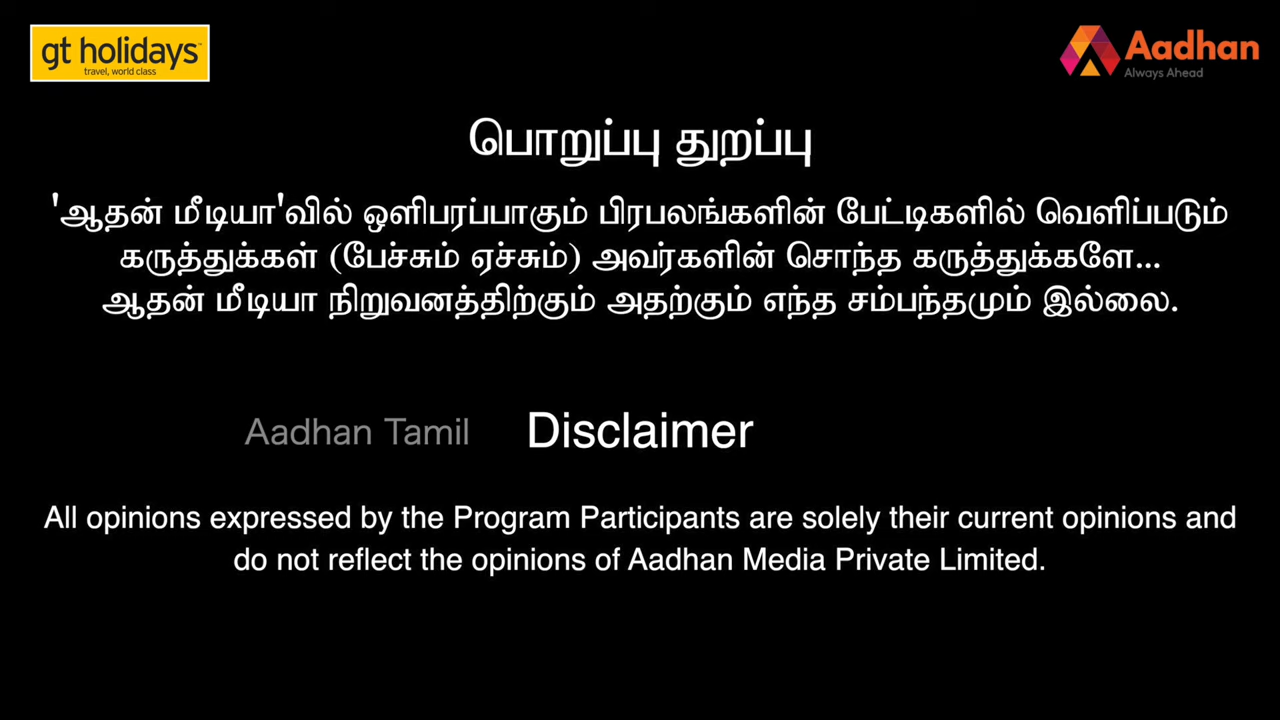 gt holidays
travel, world class
Aadhan
Always Ahead
பொறுப்பு துறப்பு
'ஆதன் மீடியா'வில் ஒளிபரப்பாகும் பிரபலங்களின் பேட்டிகளில் வெளிப்படும்
கருத்துக்கள் (பேச்சும் ஏச்சும்) அவர்களின் சொந்த கருத்துக்களே...
ஆதன் மீடியா நிறுவனத்திற்கும் அதற்கும் எந்த சம்பந்தமும் இல்லை.
Aadhan Tamil
Disclaimer
All opinions expressed by the Program Participants are solely their current opinions and
do not reflect the opinions of Aadhan Media Private Limited.